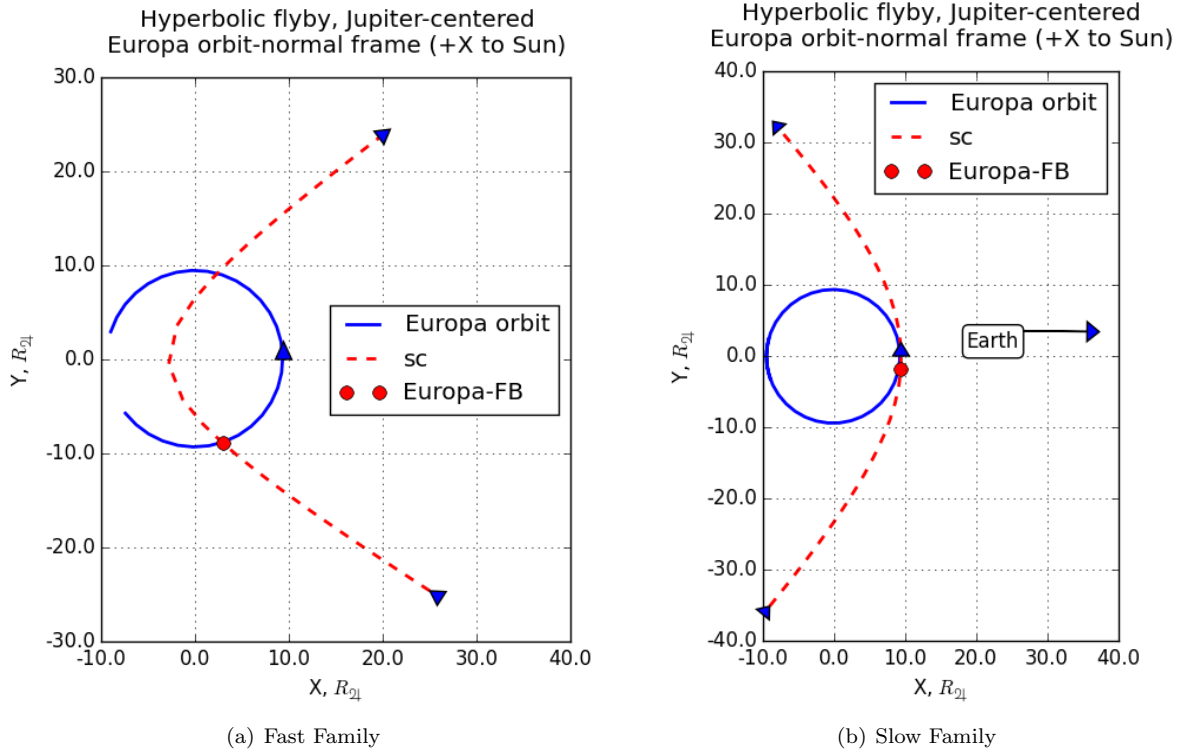 Hyperbolic flyby, Jupiter-centered
Europa orbit-normal frame (+X to Sun)
30.0
20.0
10.0
0.0
-10.0
-20.0
-30.0
-10.0 0.0 10.0 20.0 30.0 40.0
Y, R♃
X, R♃
Europa orbit
sc
Europa-FB
(a) Fast Family
Hyperbolic flyby, Jupiter-centered
Europa orbit-normal frame (+X to Sun)
40.0
30.0
20.0
10.0
0.0
-10.0
-20.0
-30.0
-40.0
-10.0 0.0 10.0 20.0 30.0 40.0
Y, R♃
X, R♃
Europa orbit
sc
Europa-FB
Earth
(b) Slow Family